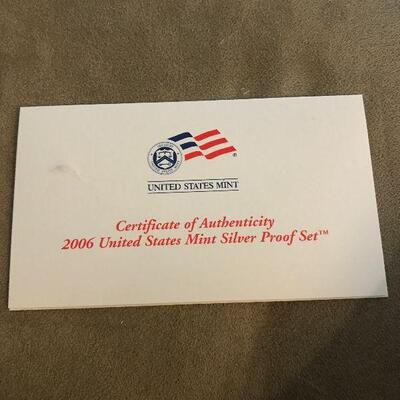 ®
UNITED STATES MINT
Certificate of Authenticity
2006 United States Mint Silver Proof Set™